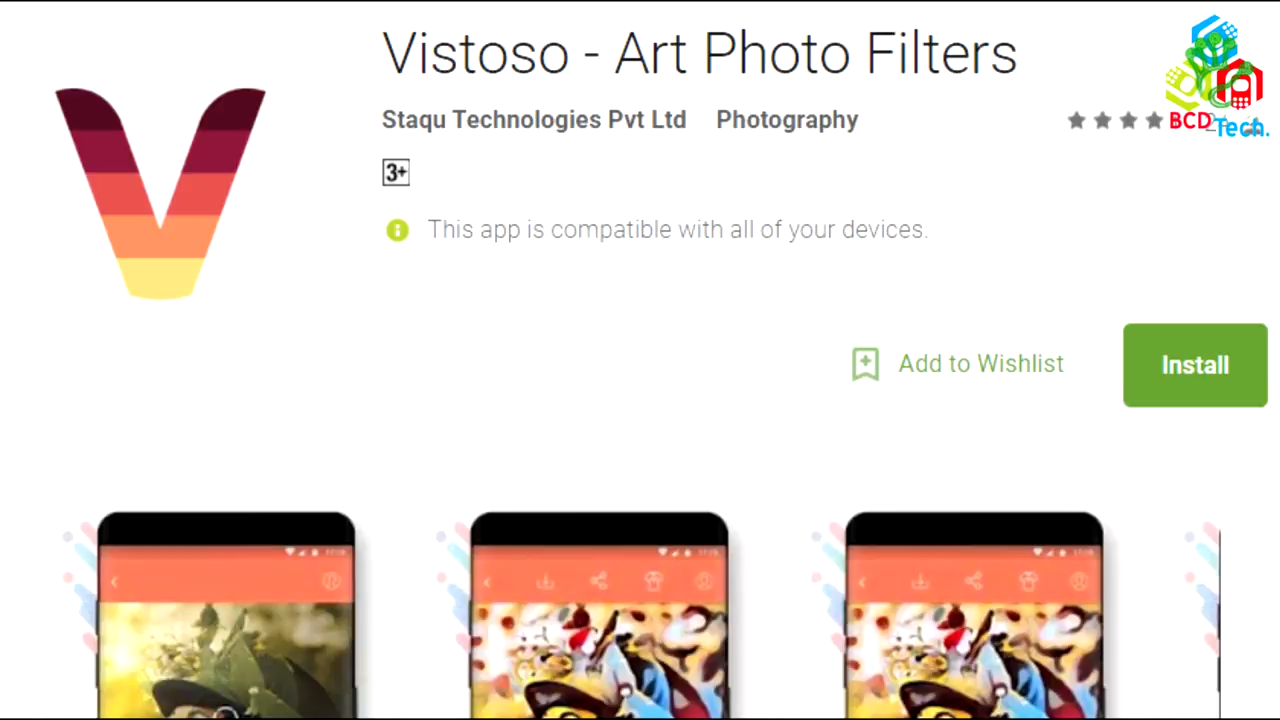 Vistoso - Art Photo Filters
Staqu Technologies Pvt Ltd Photography
BCD Tech.
3+
This app is compatible with all of your devices.
Add to Wishlist
Install